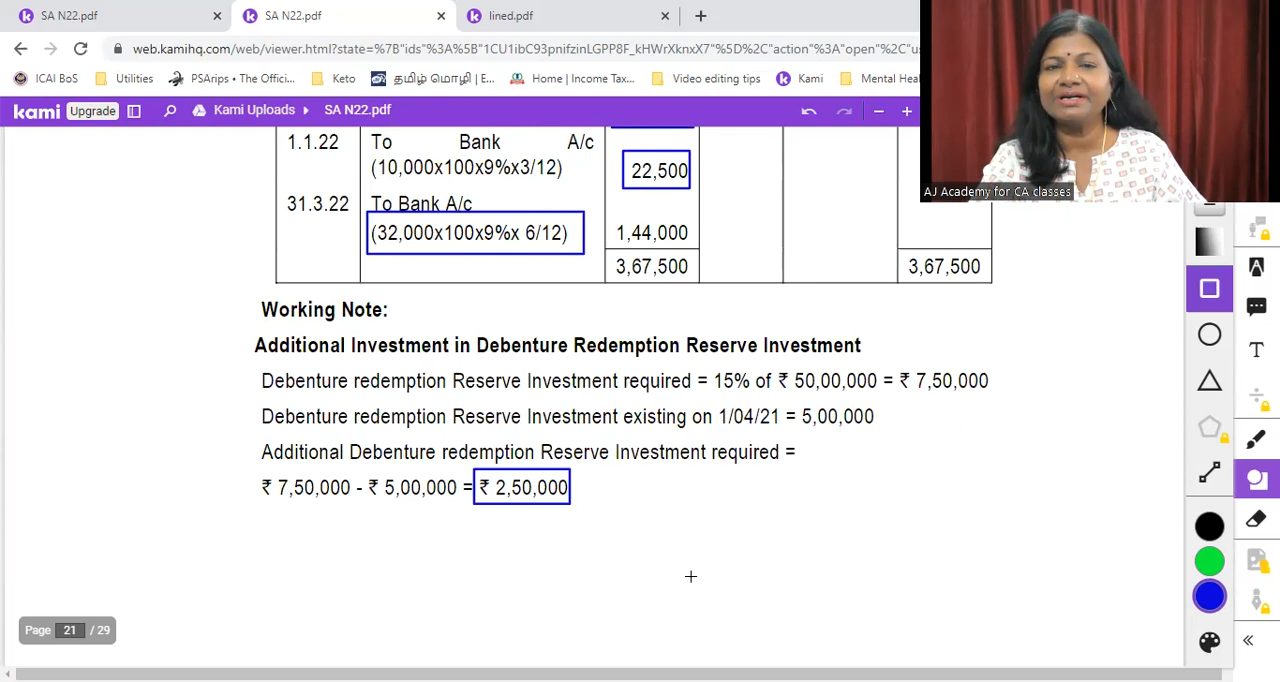 SA N22.pdf
SA N22.pdf
lined.pdf
web.kamihq.com/web/viewer.html?state=%7B"ids"%3A%5B"1CU1ibC93pnifzinLGPP8F_kHWrXknxX7"%5D%2C"action"%3A"open"%2C"u
ICAI BoS
Utilities
PSArips - The Offici...
Keto
தமிழ் மொழி | E...
Home | Income Tax...
Video editing tips
Kami
Mental Heal
kami
Upgrade
Kami Uploads
SA N22.pdf
1.1.22 To Bank A/c
(10,000x100x9%x3/12) 22,500
31.3.22 To Bank A/c
(32,000x100x9%x 6/12) 1,44,000
3,67,500 3,67,500
Working Note:
Additional Investment in Debenture Redemption Reserve Investment
Debenture redemption Reserve Investment required = 15% of ₹ 50,00,000 = ₹ 7,50,000
Debenture redemption Reserve Investment existing on 1/04/21 = 5,00,000
Additional Debenture redemption Reserve Investment required =
₹ 7,50,000 - ₹ 5,00,000 = ₹ 2,50,000
AJ Academy for CA classes
Page 21 / 29